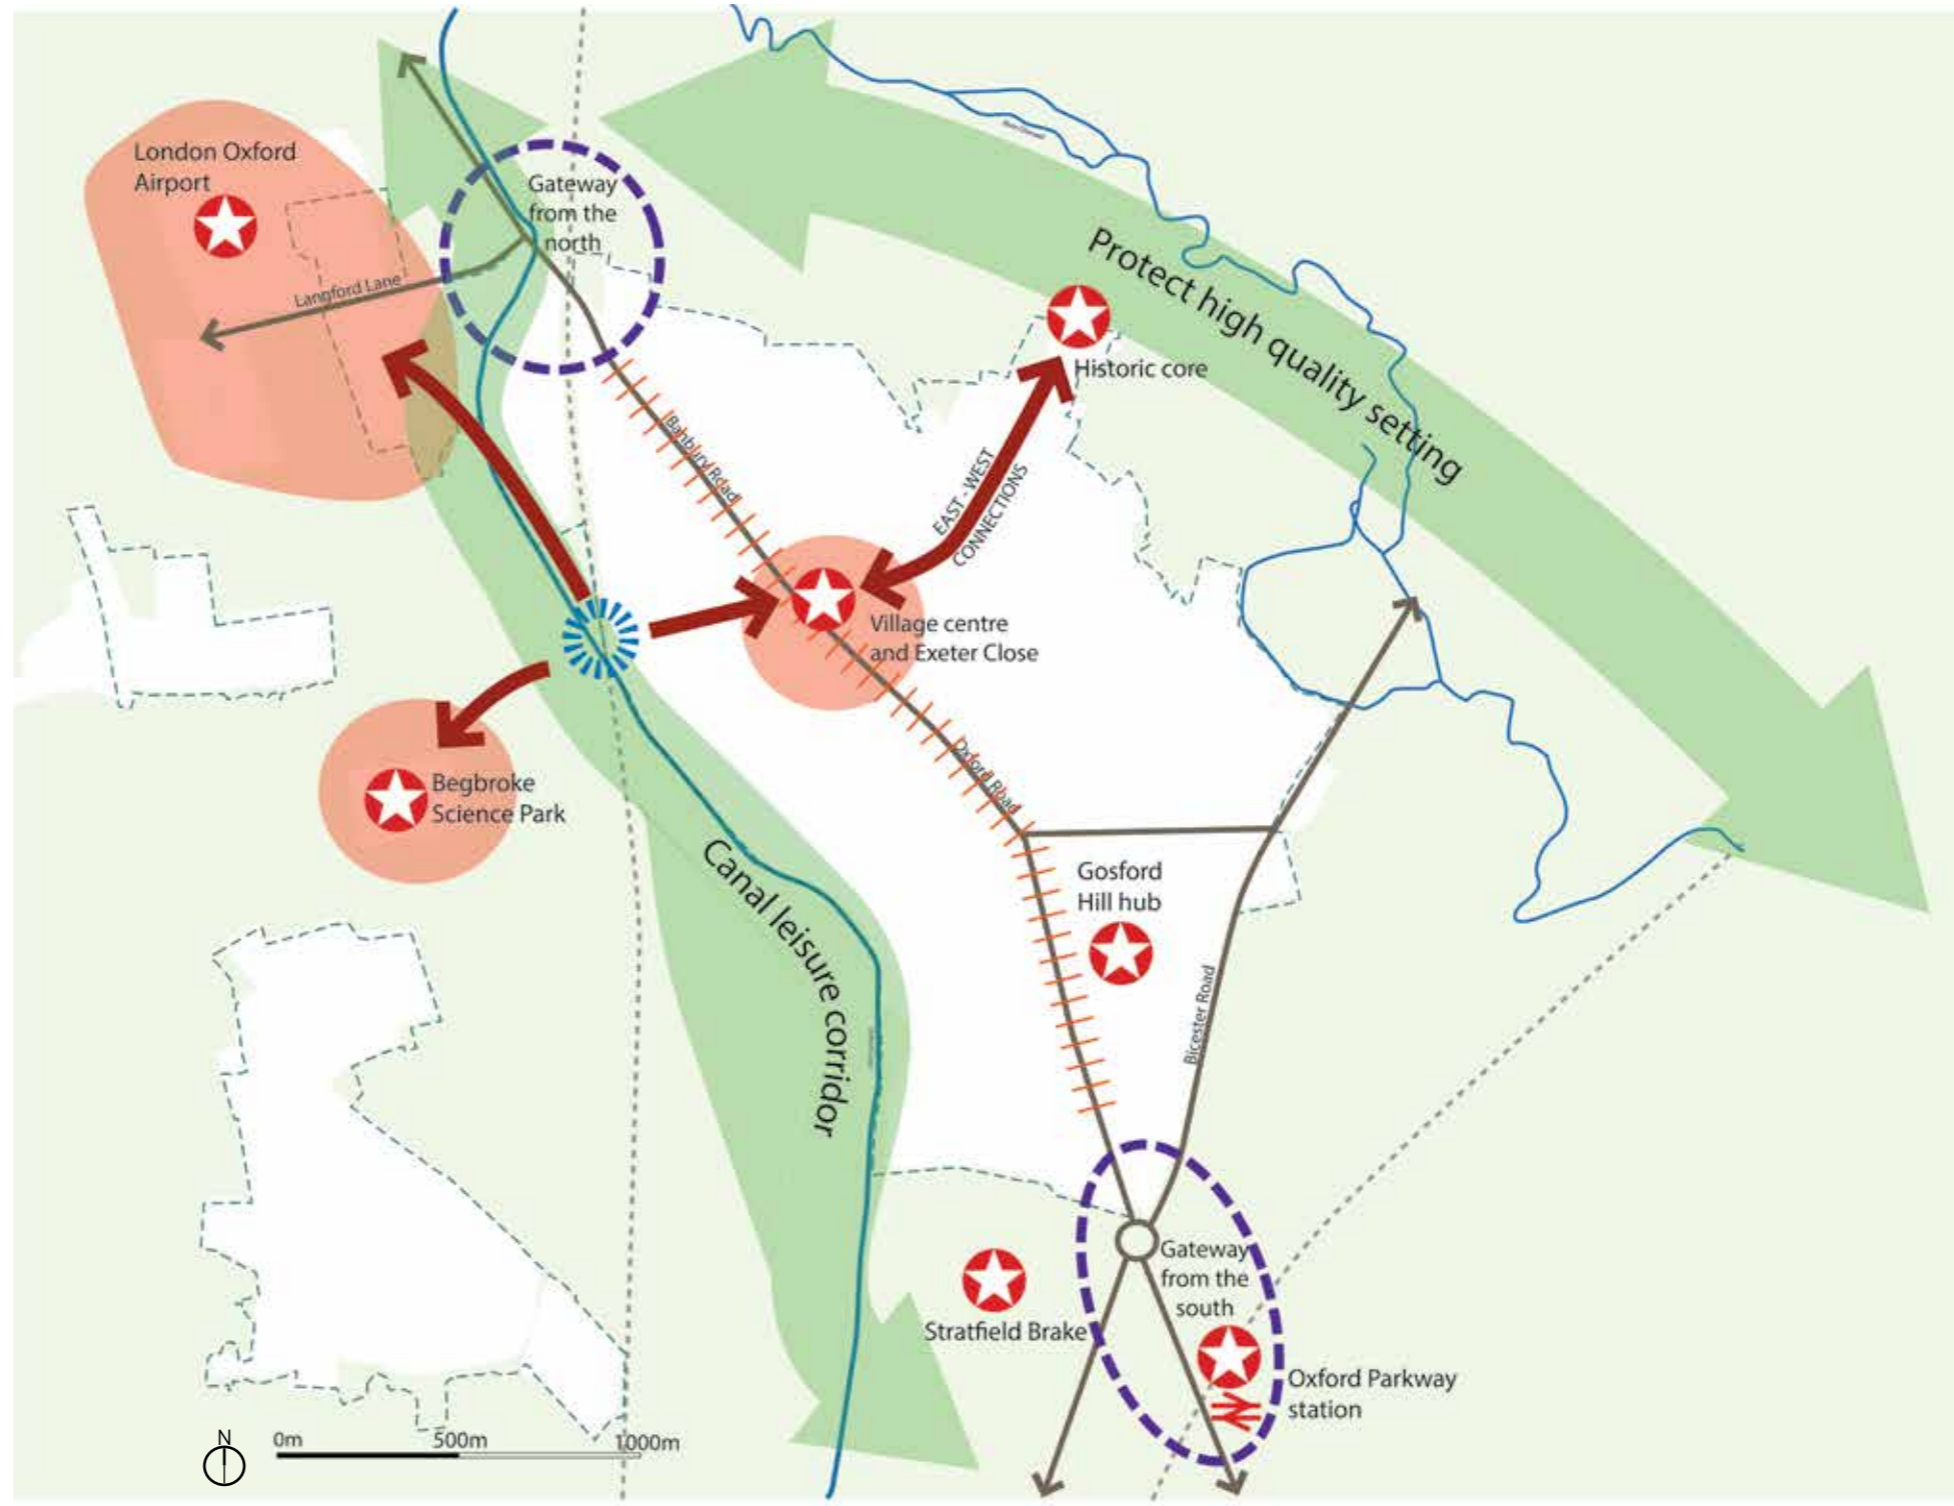 London Oxford
Airport
Gateway
from the
north
Langford Lane
Protect high quality setting
Historic core
Banbury Road
EAST - WEST
CONNECTIONS
Village centre
and Exeter Close
Oxford Road
Begbroke
Science Park
Canal leisure corridor
Gosford
Hill hub
Bicester Road
Gateway
from the
south
Stratfield Brake
Oxford Parkway
station
N
0m
500m
1000m